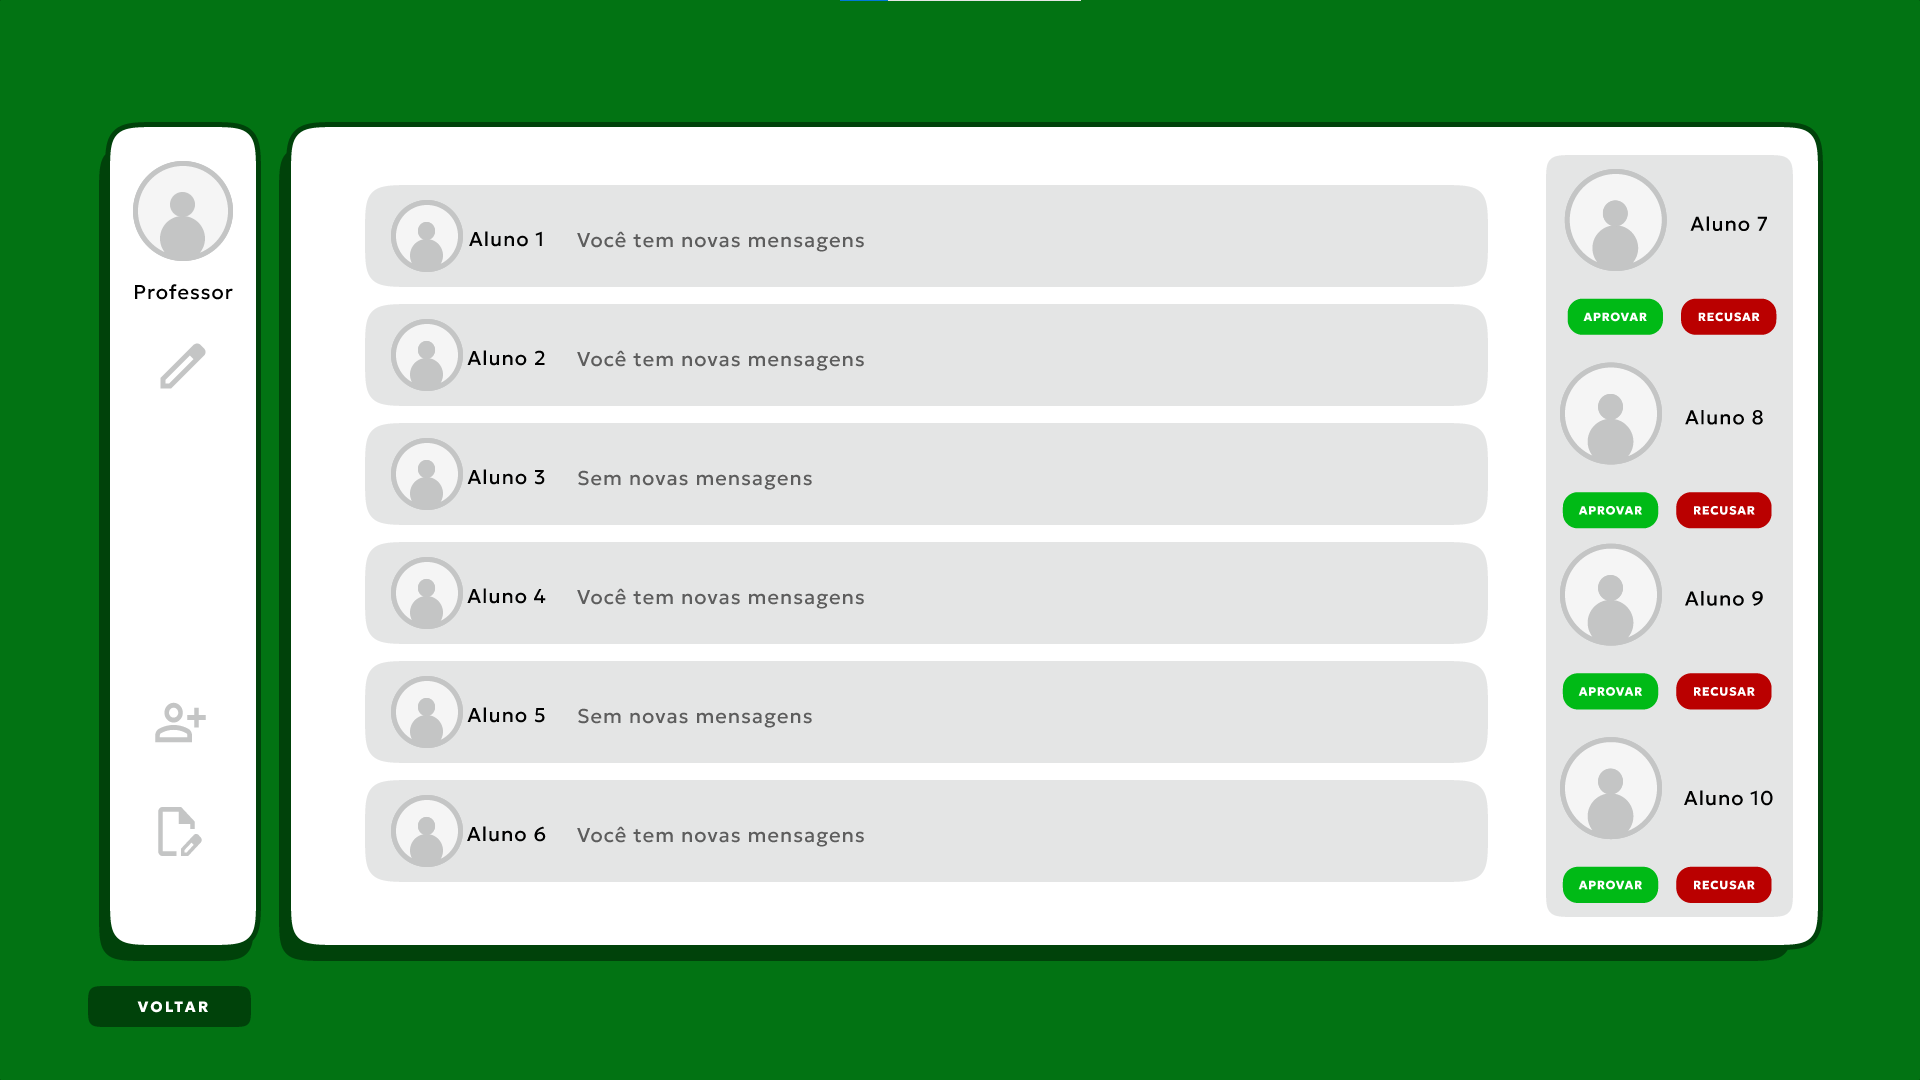 Professor
Aluno 1 Você tem novas mensagens
Aluno 2 Você tem novas mensagens
Aluno 3 Sem novas mensagens
Aluno 4 Você tem novas mensagens
Aluno 5 Sem novas mensagens
Aluno 6 Você tem novas mensagens
Aluno 7
APROVAR RECUSAR
Aluno 8
APROVAR RECUSAR
Aluno 9
APROVAR RECUSAR
Aluno 10
APROVAR RECUSAR
VOLTAR